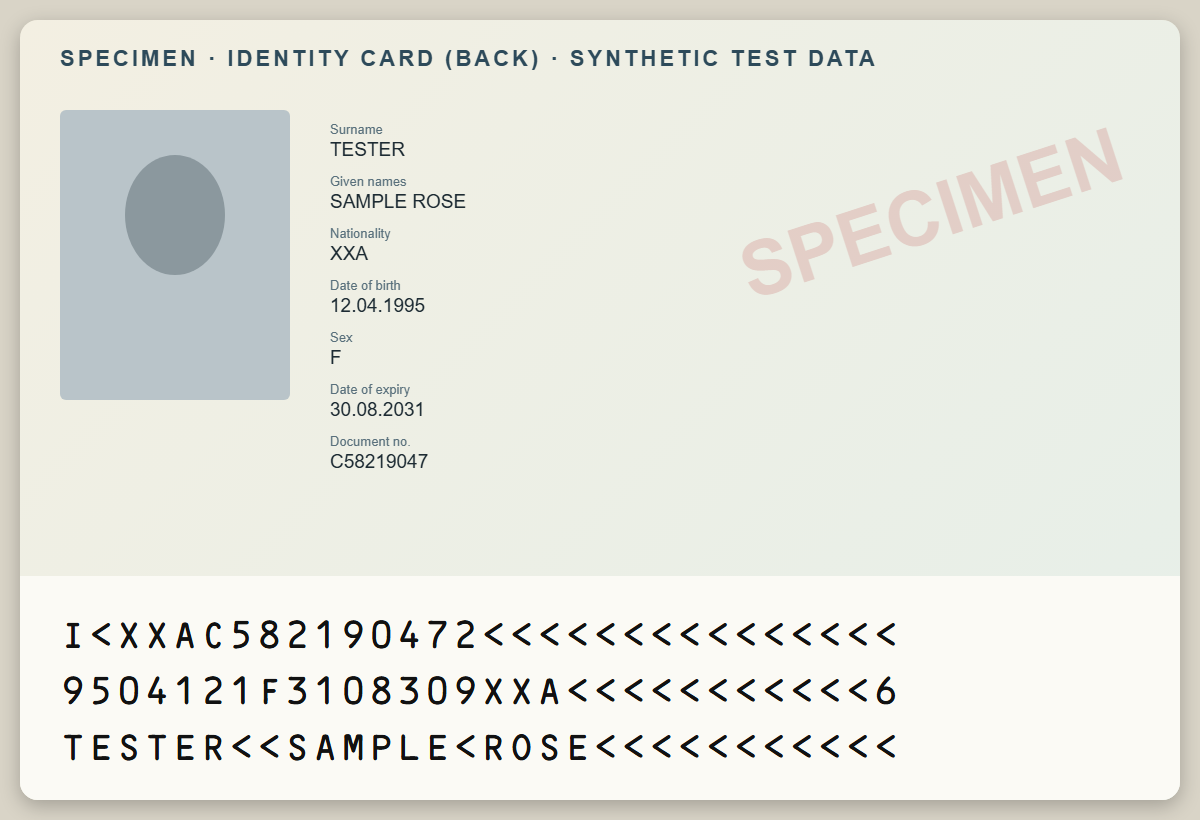 SPECIMEN · IDENTITY CARD (BACK) · SYNTHETIC TEST DATA
Surname
TESTER
Given names
SAMPLE ROSE
Nationality
XXA
Date of birth
12.04.1995
Sex
F
Date of expiry
30.08.2031
Document no.
C58219047
SPECIMEN
I<XXAC582190472<<<<<<<<<<<<<<<
9504121F3108309XXA<<<<<<<<<<<6
TESTER<<SAMPLE<ROSE<<<<<<<<<<<